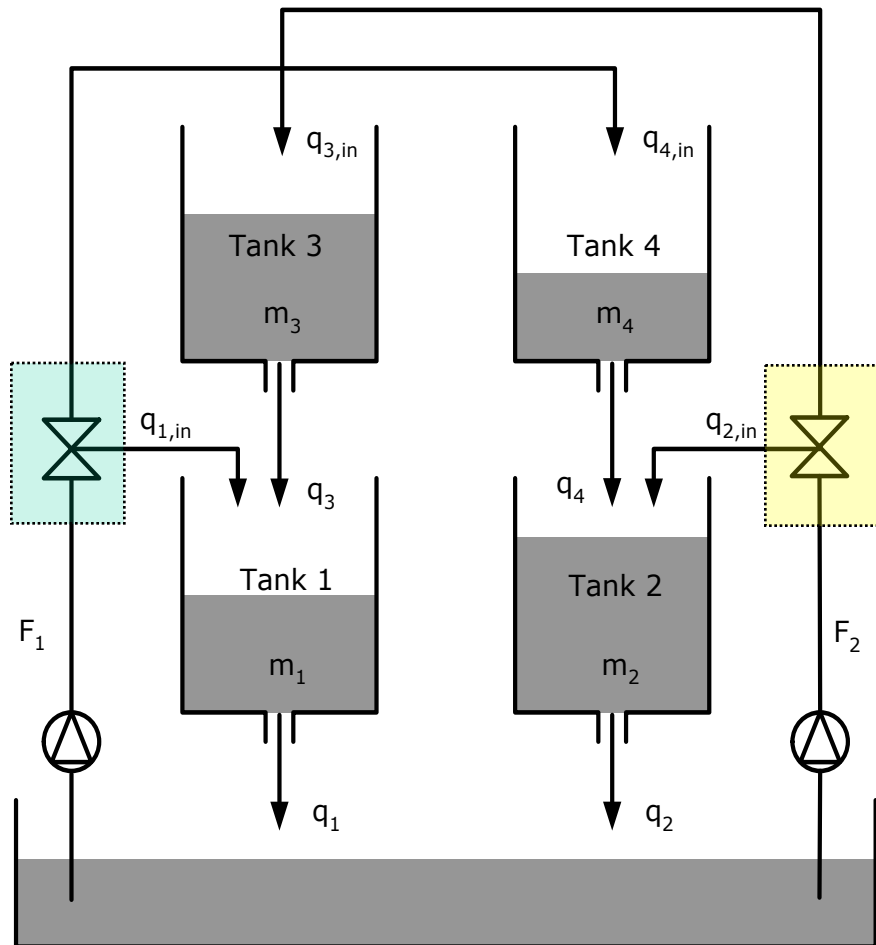 q3,in
q4,in
Tank 3
Tank 4
m3
m4
q1,in
q2,in
q3
q4
Tank 1
Tank 2
F1
F2
m1
m2
q1
q2